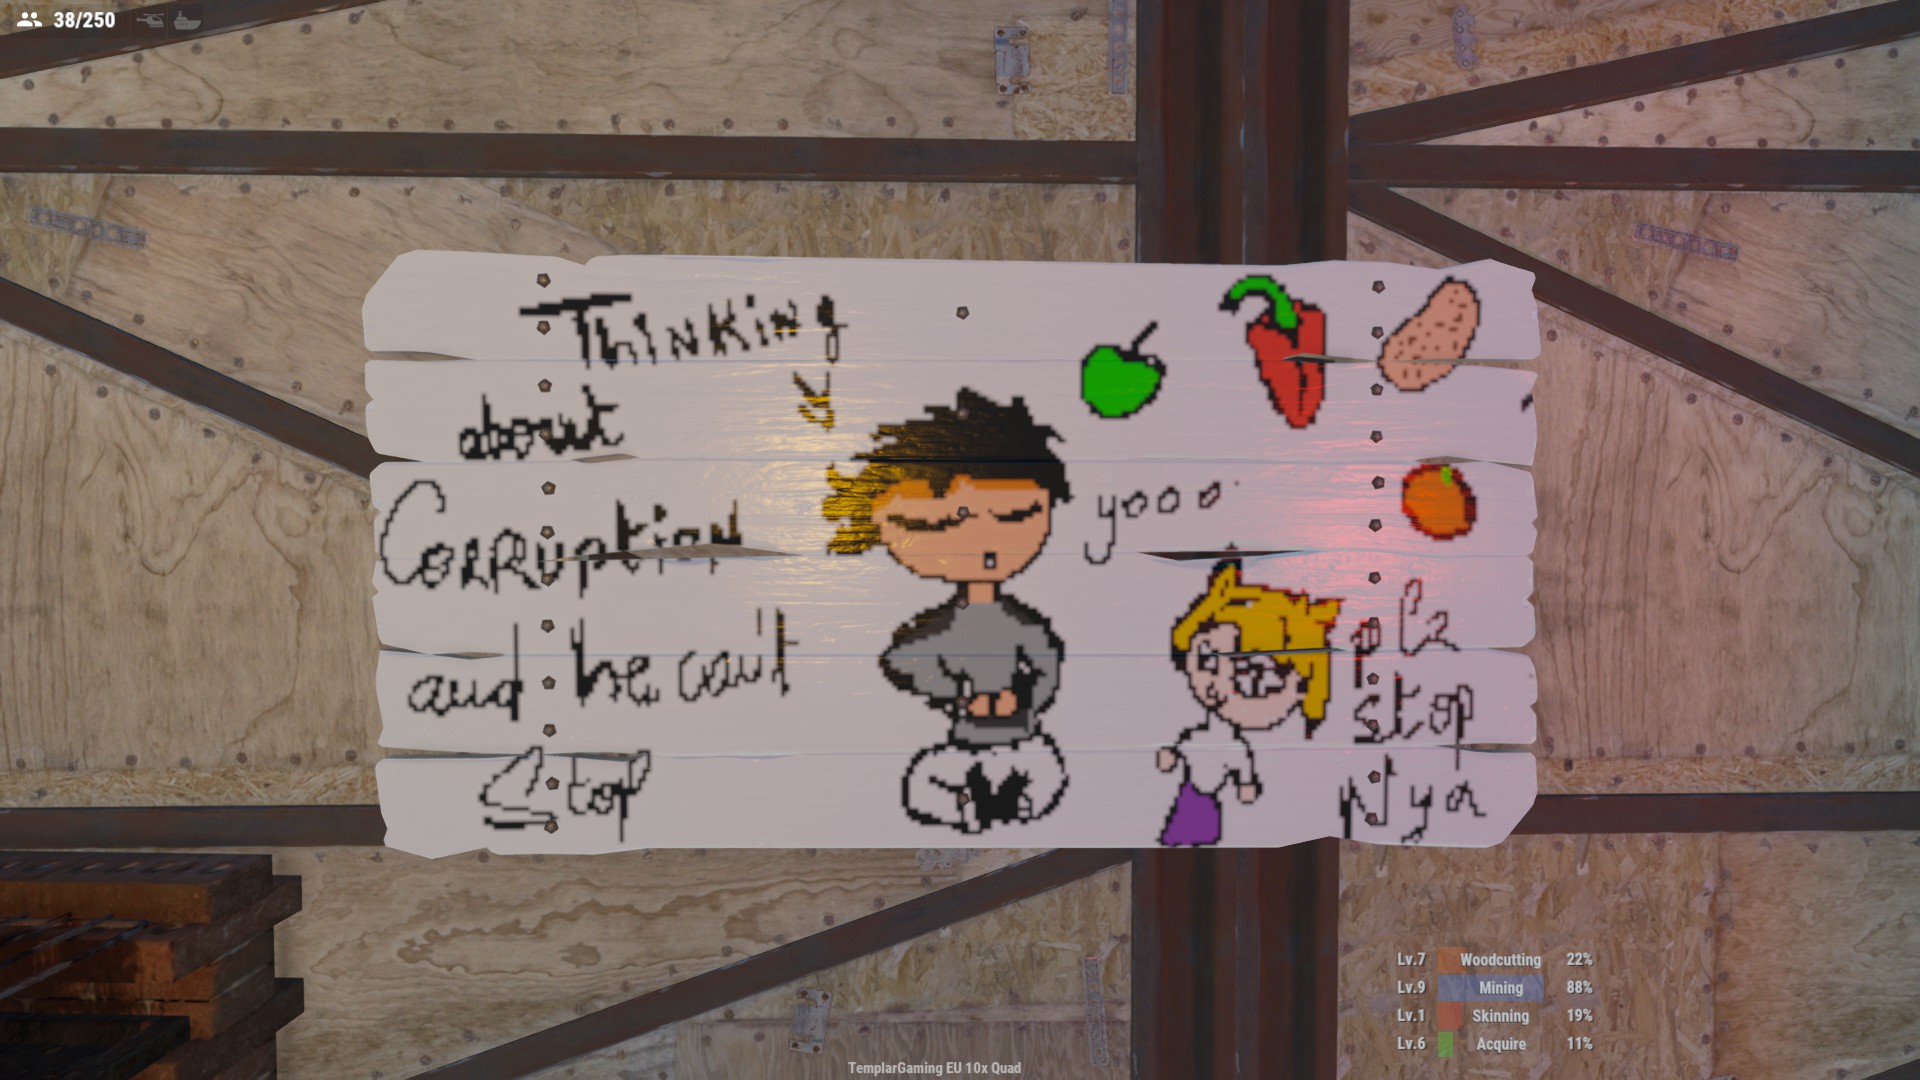 38/250
Thinking
about
Corruption
and he can't
Stop
yooo
plz
stop
Nya
Lv.7 Woodcutting 22%
Lv.9 Mining 88%
Lv.1 Skinning 19%
Lv.6 Acquire 11%
TemplarGaming EU 10x Quad